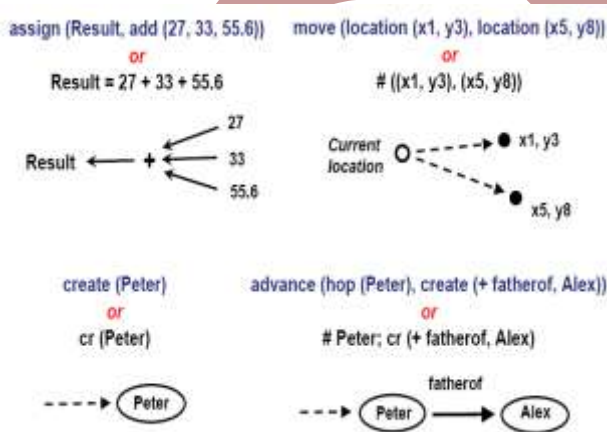 assign (Result, add (27, 33, 55.6))
or
Result = 27 + 33 + 55.6
27
Result
+
33
55.6
move (location (x1, y3), location (x5, y8))
or
# ((x1, y3), (x5, y8))
Current
location
x1, y3
x5, y8
create (Peter)
or
cr (Peter)
Peter
advance (hop (Peter), create (+ fatherof, Alex))
or
# Peter; cr (+ fatherof, Alex)
fatherof
Peter
Alex